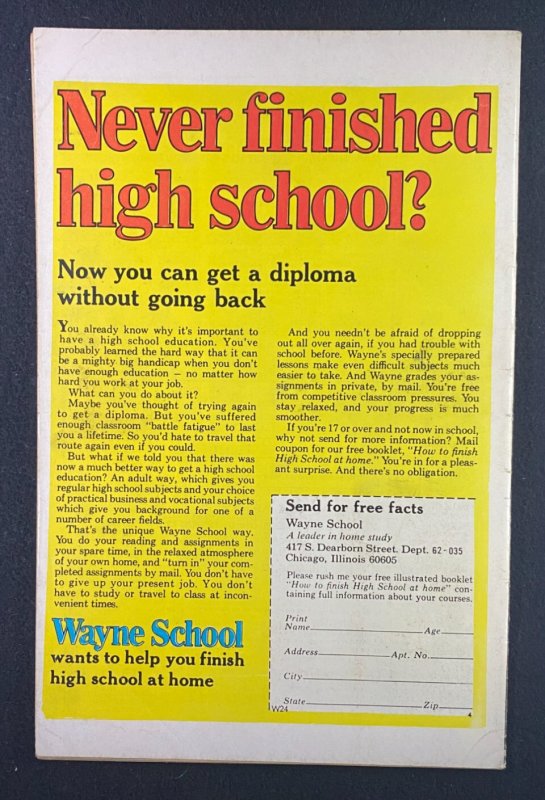 Never finished
high school?
Now you can get a diploma
without going back
You already know why it's important to
have a high school education. You've
probably learned the hard way that it can
be a mighty big handicap when you don't
have enough education – no matter how
hard you work at your job.
What can you do about it?
Maybe you've thought of trying again
to get a diploma. But you've suffered
enough classroom "battle fatigue" to last
you a lifetime. So you'd hate to travel that
route again even if you could.
But what if we told you that there was
now a much better way to get a high school
education? An adult way, which gives you
regular high school subjects and your choice
of practical business and vocational subjects
which give you background for one of a
number of career fields.
That's the unique Wayne School way.
You do your reading and assignments in
your spare time, in the relaxed atmosphere
of your own home, and "turn in" your com-
pleted assignments by mail. You don't have
to give up your present job. You don't
have to study or travel to class at incon-
venient times.
Wayne School
wants to help you finish
high school at home
And you needn't be afraid of dropping
out all over again, if you had trouble with
school before. Wayne's specially prepared
lessons make even difficult subjects much
easier to take. And Wayne grades your as-
signments in private, by mail. You're free
from competitive classroom pressures. You
stay relaxed, and your progress is much
smoother.
If you're 17 or over and not now in school,
why not send for more information? Mail
coupon for our free booklet, "How to finish
High School at home." You're in for a pleas-
ant surprise. And there's no obligation.
Send for free facts
Wayne School
A leader in home study
417 S. Dearborn Street. Dept. 62-035
Chicago, Illinois 60605
Please rush me your free illustrated booklet
"How to finish High School at home" con-
taining full information about your courses.
Print
Name Age
Address Apt. No.
City
State Zip
W24 4